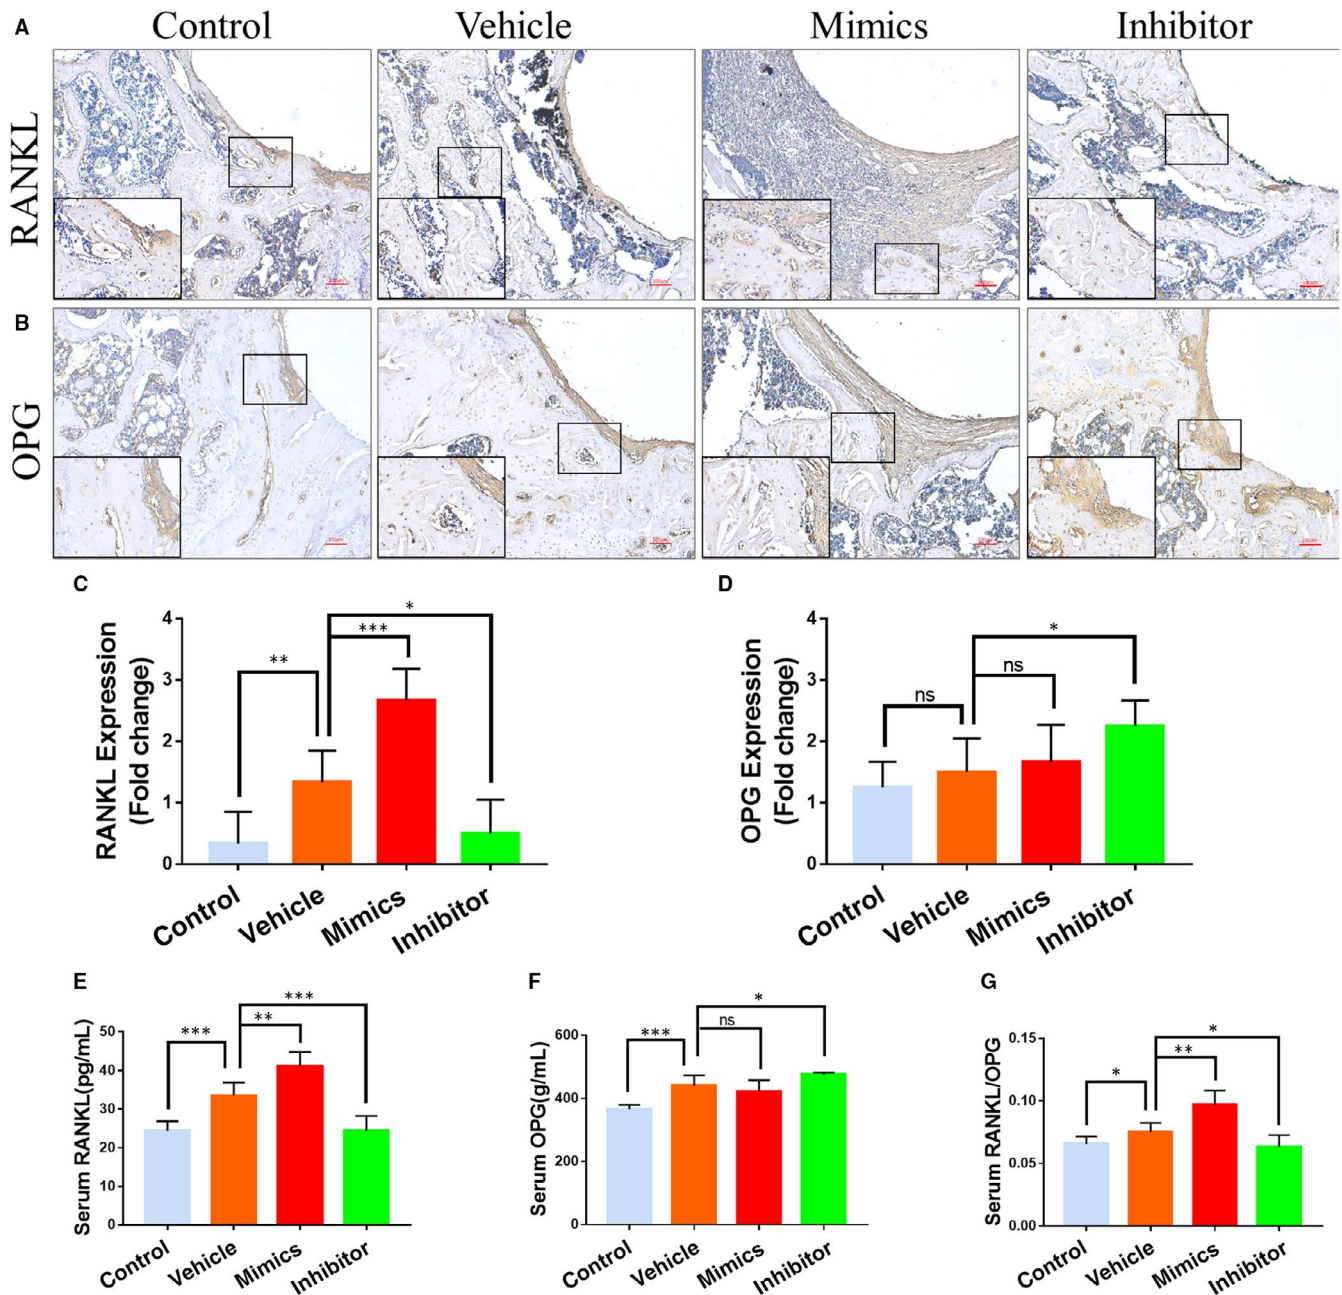 A Control Vehicle Mimics Inhibitor
RANKL
100μm
B
OPG
100μm 100μm
C
RANKL Expression
(Fold change)
4
3
2
1
0
** *** *
Control Vehicle Mimics Inhibitor
D
OPG Expression
(Fold change)
4
3
2
1
0
ns ns *
Control Vehicle Mimics Inhibitor
E
Serum RANKL(pg/mL)
50
40
30
20
10
0
*** ** ***
Control Vehicle Mimics Inhibitor
F
Serum OPG(g/mL)
600
400
200
0
*** ns *
Control Vehicle Mimics Inhibitor
G
Serum RANKL/OPG
0.15
0.10
0.05
0.00
* ** *
Control Vehicle Mimics Inhibitor